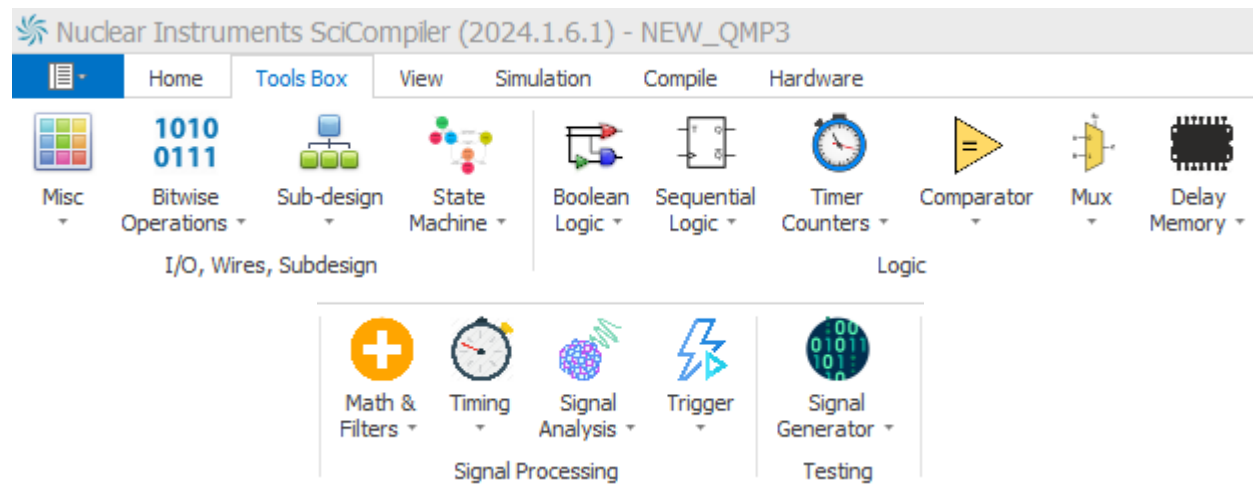 Nuclear Instruments SciCompiler (2024.1.6.1) - NEW_QMP3
Home Tools Box View Simulation Compile Hardware
1010
0111
Misc Bitwise Operations Sub-design State Machine Boolean Logic Sequential Logic Timer Counters Comparator Mux Delay Memory
I/O, Wires, Subdesign Logic
Math & Filters Timing Signal Analysis Trigger Signal Generator
Signal Processing Testing